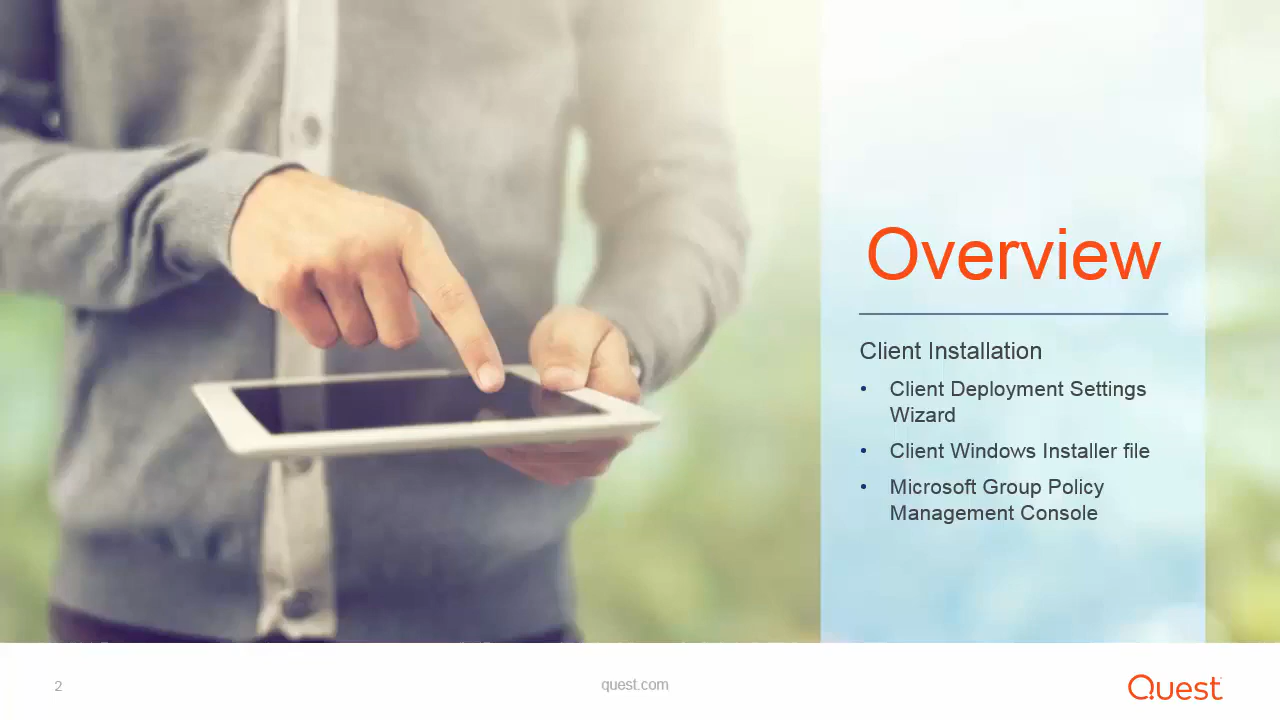 Overview
Client Installation
• Client Deployment Settings
Wizard
• Client Windows Installer file
• Microsoft Group Policy
Management Console
2
quest.com
Quest